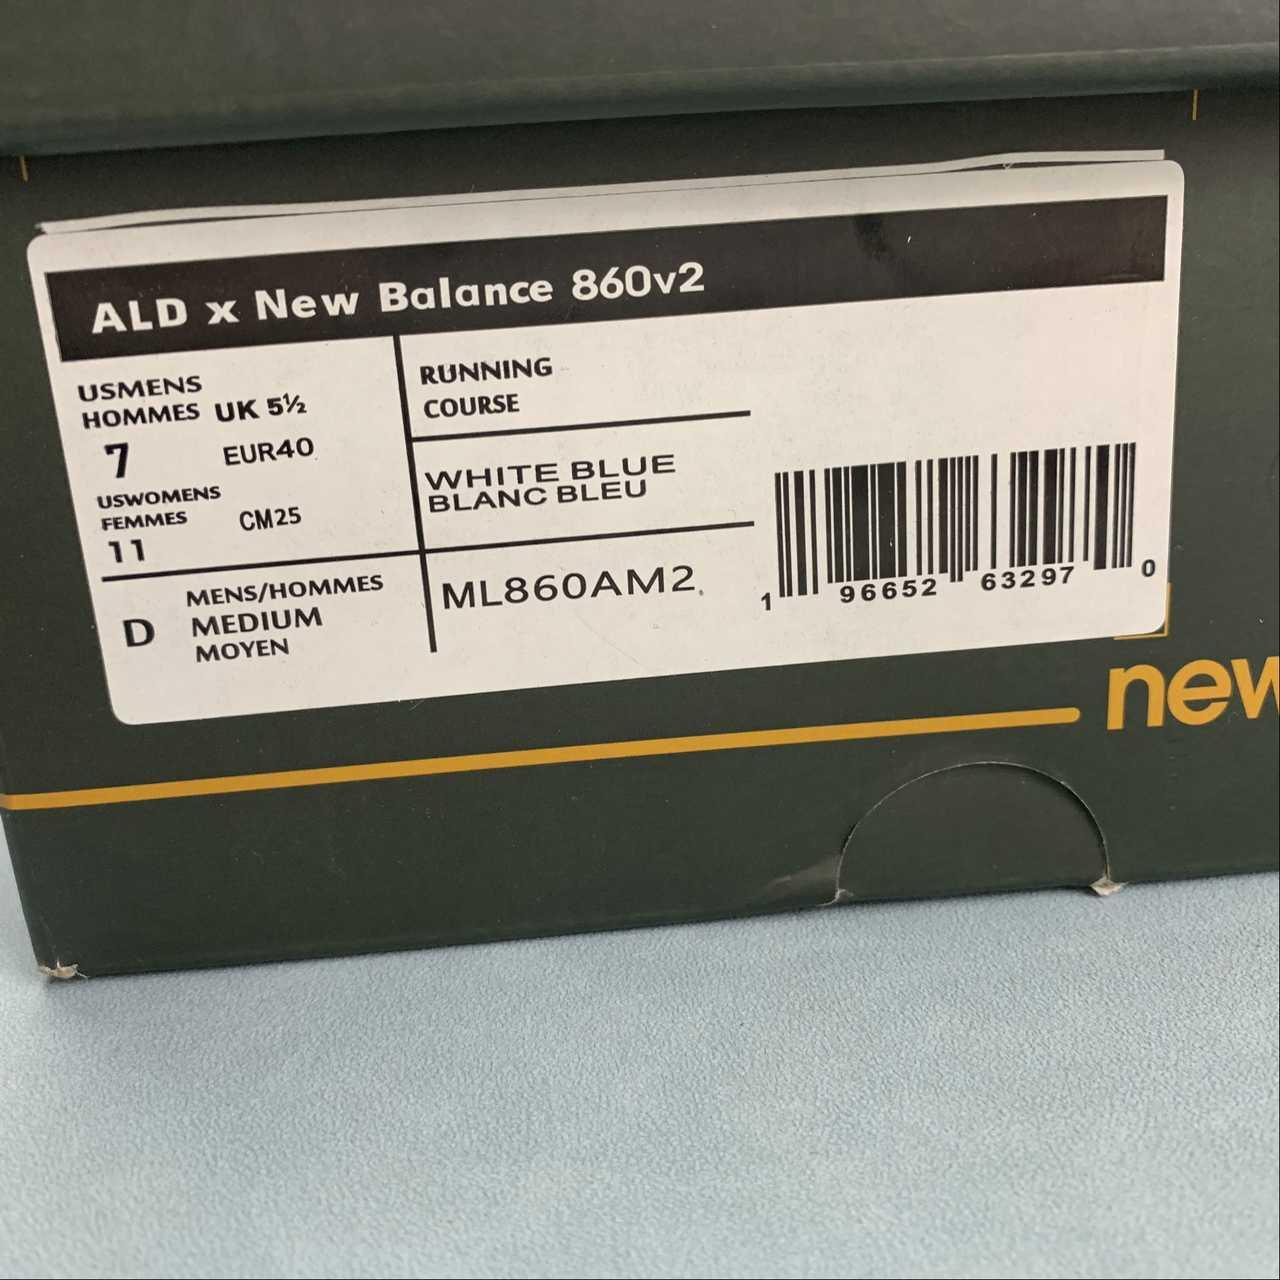 ALD x New Balance 860v2
USMENS
HOMMES UK 5½
7 EUR40
USWOMENS
FEMMES CM25
11
D MENS/HOMMES
MEDIUM
MOYEN
RUNNING
COURSE
WHITE BLUE
BLANC BLEU
ML860AM2.
1 96652 63297 0
new